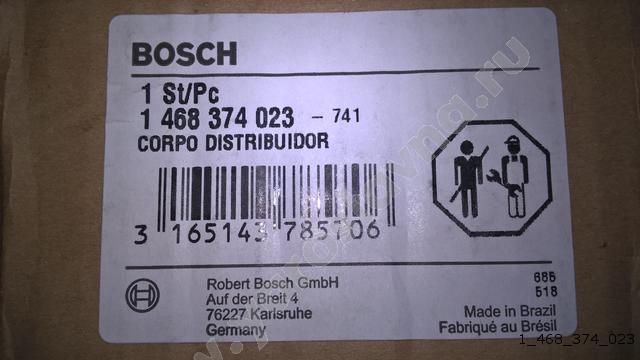 BOSCH
1 St/Pc
1 468 374 023 - 741
CORPO DISTRIBUIDOR
3 165143 785706
Robert Bosch GmbH
Auf der Breit 4
76227 Karlsruhe
Germany
685
518
Made in Brazil
Fabriqué au Brésil
1_468_374_023